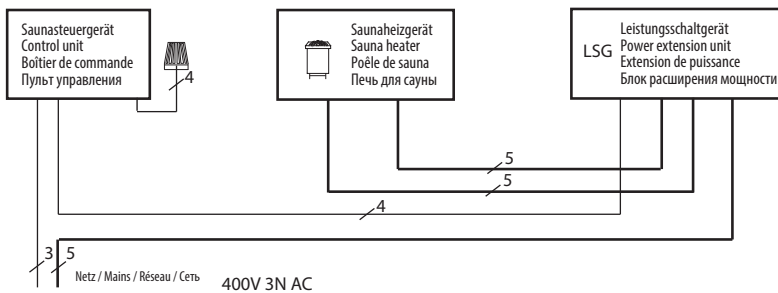 Saunasteuergerät
Control unit
Boîtier de commande
Пульт управления
4
Saunaheizgerät
Sauna heater
Poêle de sauna
Печь для сауны
LSG
Leistungsschaltgerät
Power extension unit
Extension de puissance
Блок расширения мощности
5
5
4
3
5
Netz / Mains / Réseau / Сеть
400V 3N AC